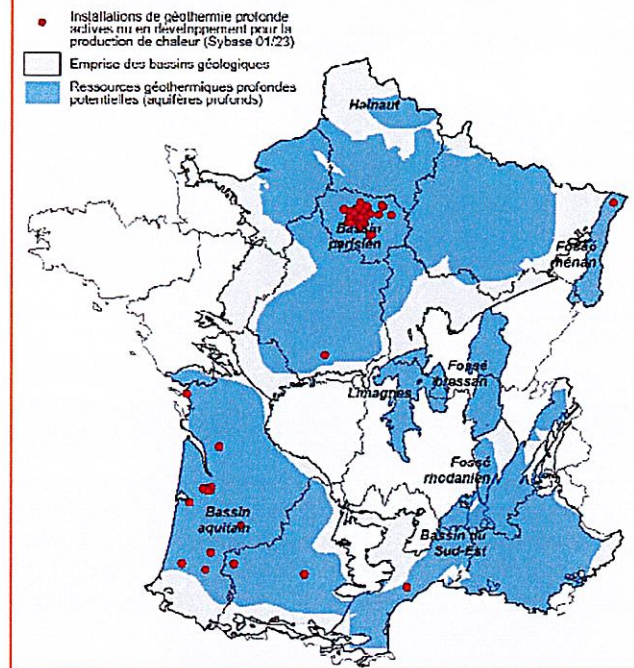 Installations de géothermie profonde
actives ou en développement pour la
production de chaleur (Sybase 01/23)
Emprise des bassins géologiques
Ressources géothermiques profondes
potentielles (aquifères profonds)
Hainaut
Bassin
parisien
Fossé
rhénan
Fossé
bressan
Limagnes
Fossé
rhodanien
Bassin
aquitain
Bassin du
Sud-Est